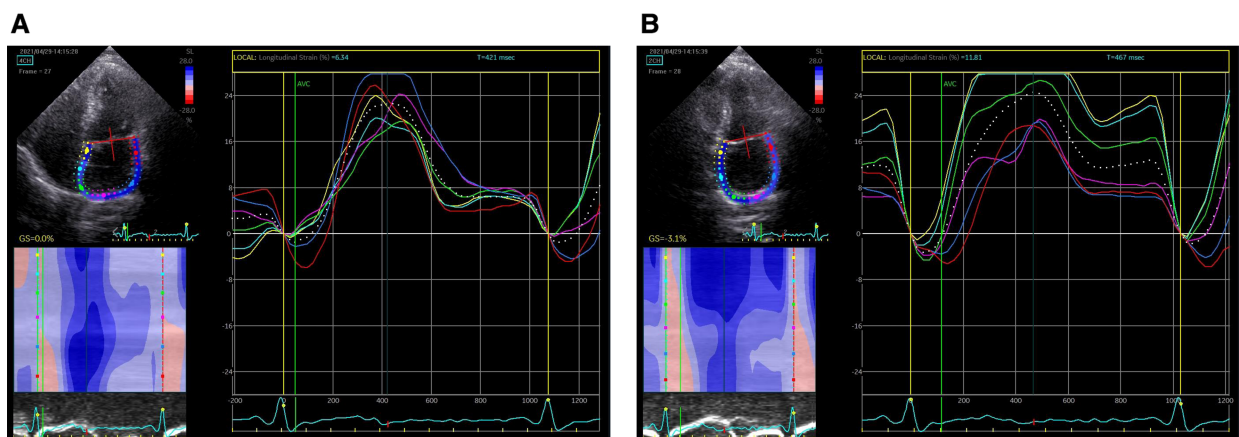 A
2021/04/29-14:15:20
4CH
Frame = 27
SL
28.0
-28.0
%
GS=0.0%
LOCAL: Longitudinal Strain (%) =6.34
T=421 msec
AVC
24
16
8
0
-8
-16
-24
-200
0
200
400
600
800
1000
1200
B
2021/04/29-14:15:39
2CH
Frame = 28
SL
28.0
-28.0
%
GS=-3.1%
LOCAL: Longitudinal Strain (%) =11.81
T=467 msec
AVC
24
16
8
0
-8
-16
-24
0
200
400
600
800
1000
1200